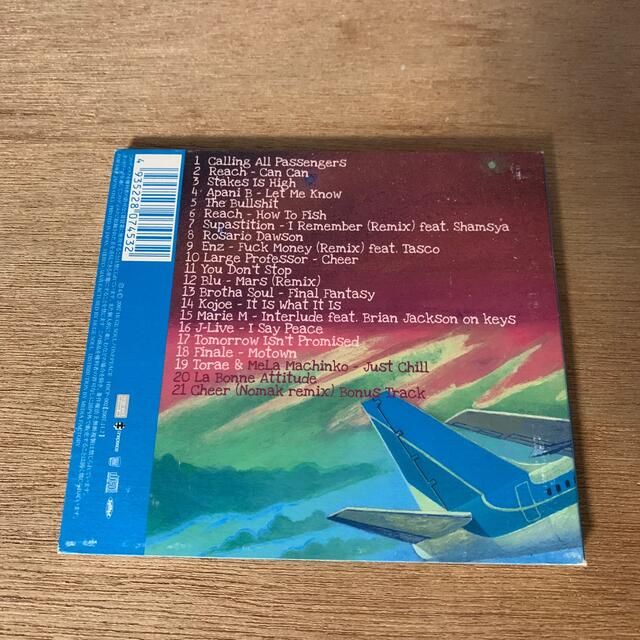 1 Calling All Passengers
2 Reach - Can Can
3 Stakes Is High
4 Apani B - Let Me Know
5 The Bullshit
6 Reach - How To Fish
7 Supastition - I Remember (Remix) feat. Shamsya
8 Rosario Dawson
9 Enz - Fuck Money (Remix) feat. Tasco
10 Large Professor - Cheer
11 You Don't Stop
12 Blu - Mars (Remix)
13 Brotha Soul - Final Fantasy
14 Kojoe - It Is What It Is
15 Marie M - Interlude feat. Brian Jackson on keys
16 J-Live - I Say Peace
17 Tomorrow Isn't Promised
18 Finale - Motown
19 Torae & MeLa Machinko - Just Chill
20 La Bonne Attitude
21 Cheer (Nomak remix) Bonus Track
4 935228 074532